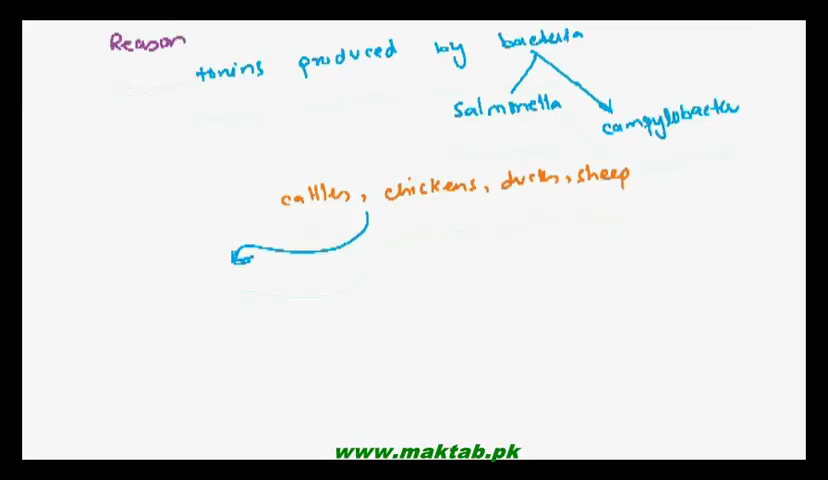 Reason
toxins produced by bacteria
salmonella
campylobacter
cattles, chickens, ducks, sheep
www.maktab.pk